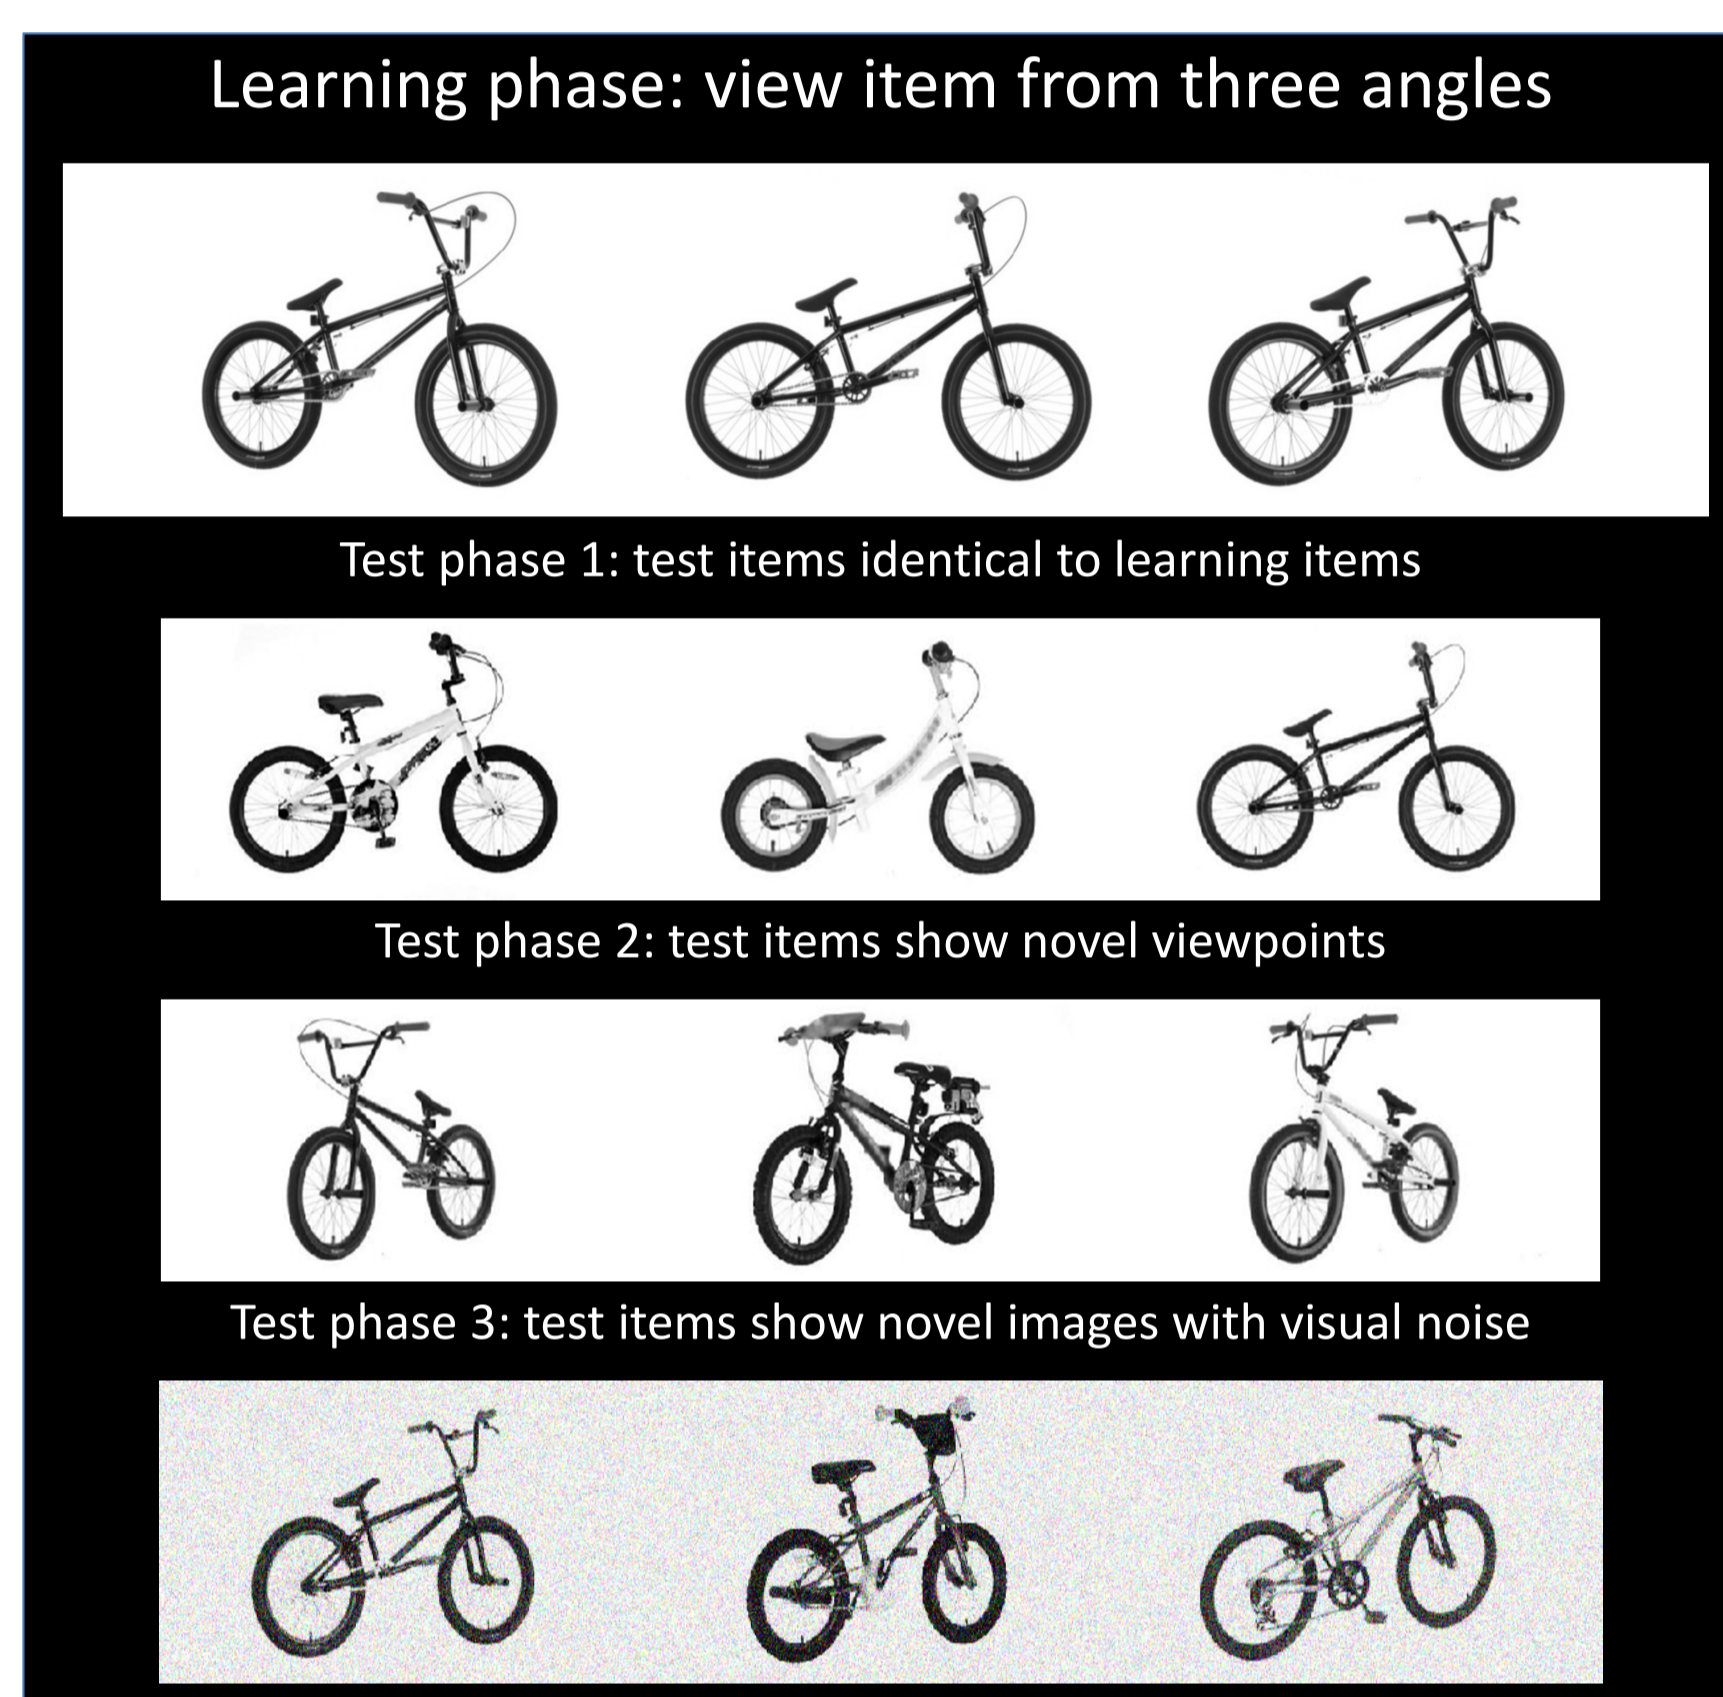 Learning phase: view item from three angles
Test phase 1: test items identical to learning items
Test phase 2: test items show novel viewpoints
Test phase 3: test items show novel images with visual noise